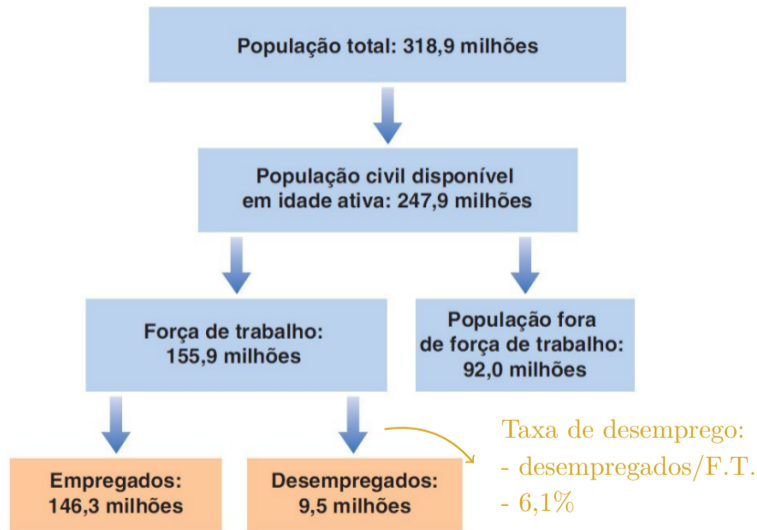 População total: 318,9 milhões
População civil disponível
em idade ativa: 247,9 milhões
Força de trabalho:
155,9 milhões
População fora
de força de trabalho:
92,0 milhões
Empregados:
146,3 milhões
Desempregados:
9,5 milhões
Taxa de desemprego:
- desempregados/F.T.
- 6,1%